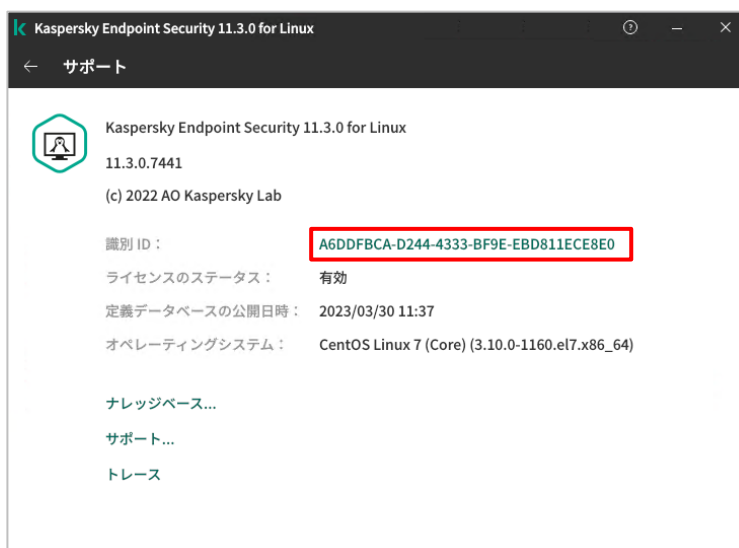 Kaspersky Endpoint Security 11.3.0 for Linux
サポート
Kaspersky Endpoint Security 11.3.0 for Linux
11.3.0.7441
(c) 2022 AO Kaspersky Lab
識別 ID： A6DDFBCA-D244-4333-BF9E-EBD811ECE8E0
ライセンスのステータス： 有効
定義データベースの公開日時： 2023/03/30 11:37
オペレーティングシステム： CentOS Linux 7 (Core) (3.10.0-1160.el7.x86_64)
ナレッジベース...
サポート...
トレース